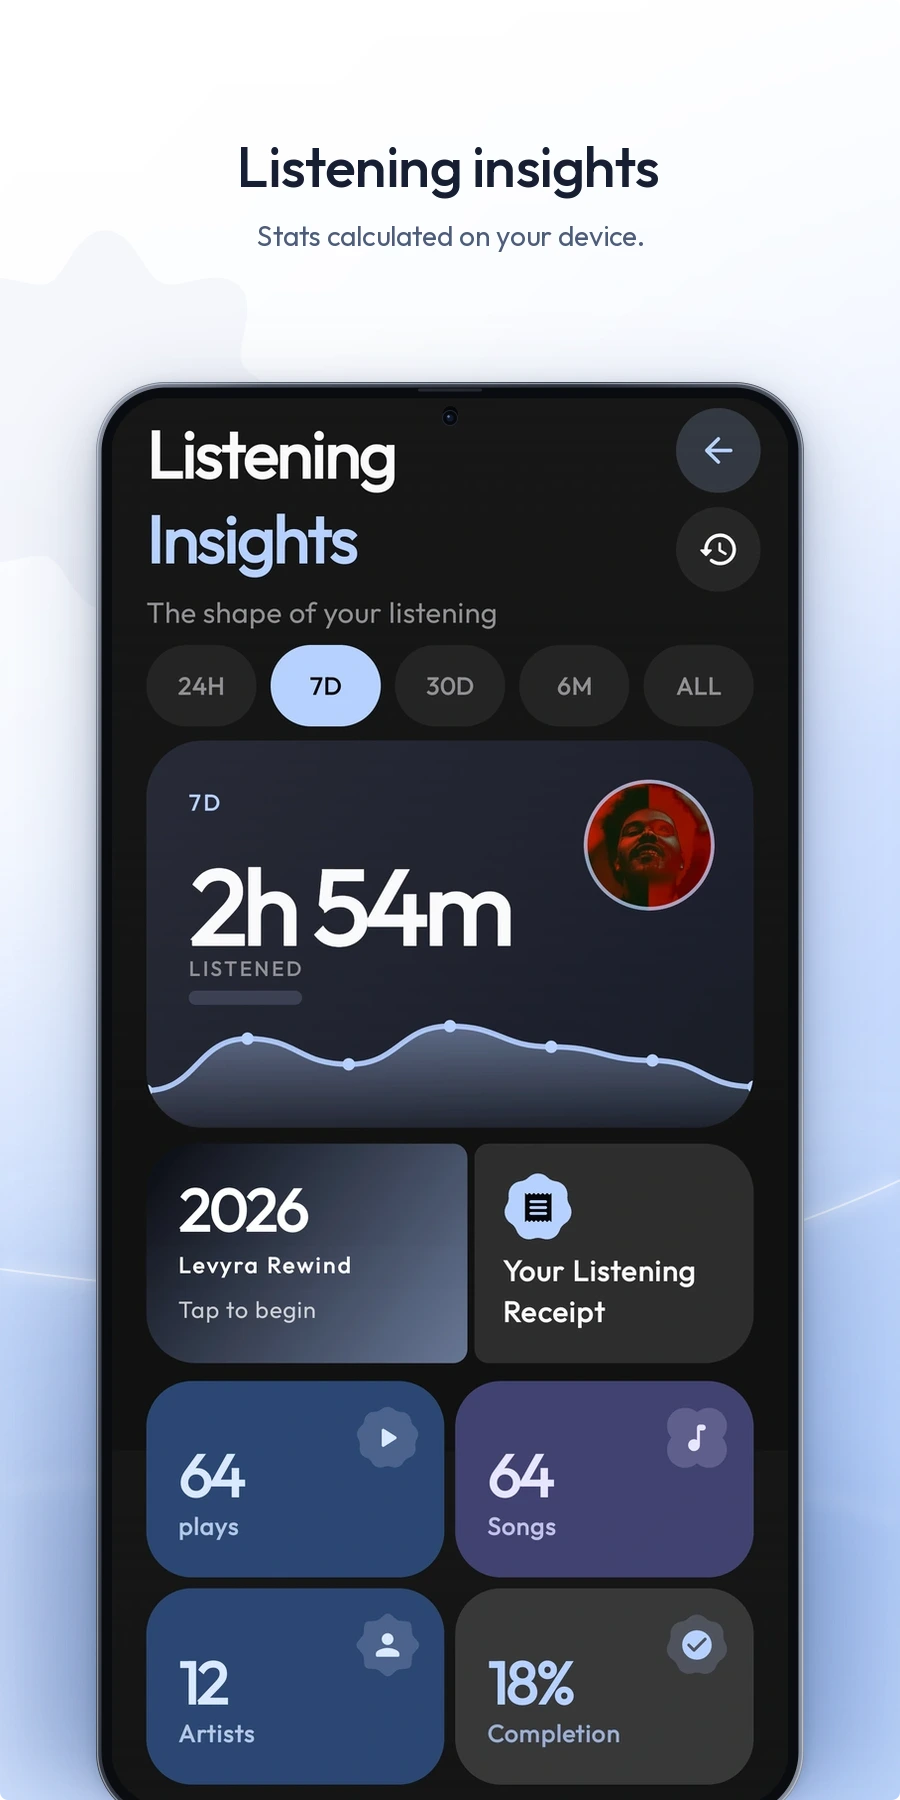 Listening insights
Stats calculated on your device.
Listening
Insights
The shape of your listening
24H
7D
30D
6M
ALL
7D
2h 54m
LISTENED
2026
Levyra Rewind
Tap to begin
Your Listening
Receipt
64
plays
64
Songs
12
Artists
18%
Completion